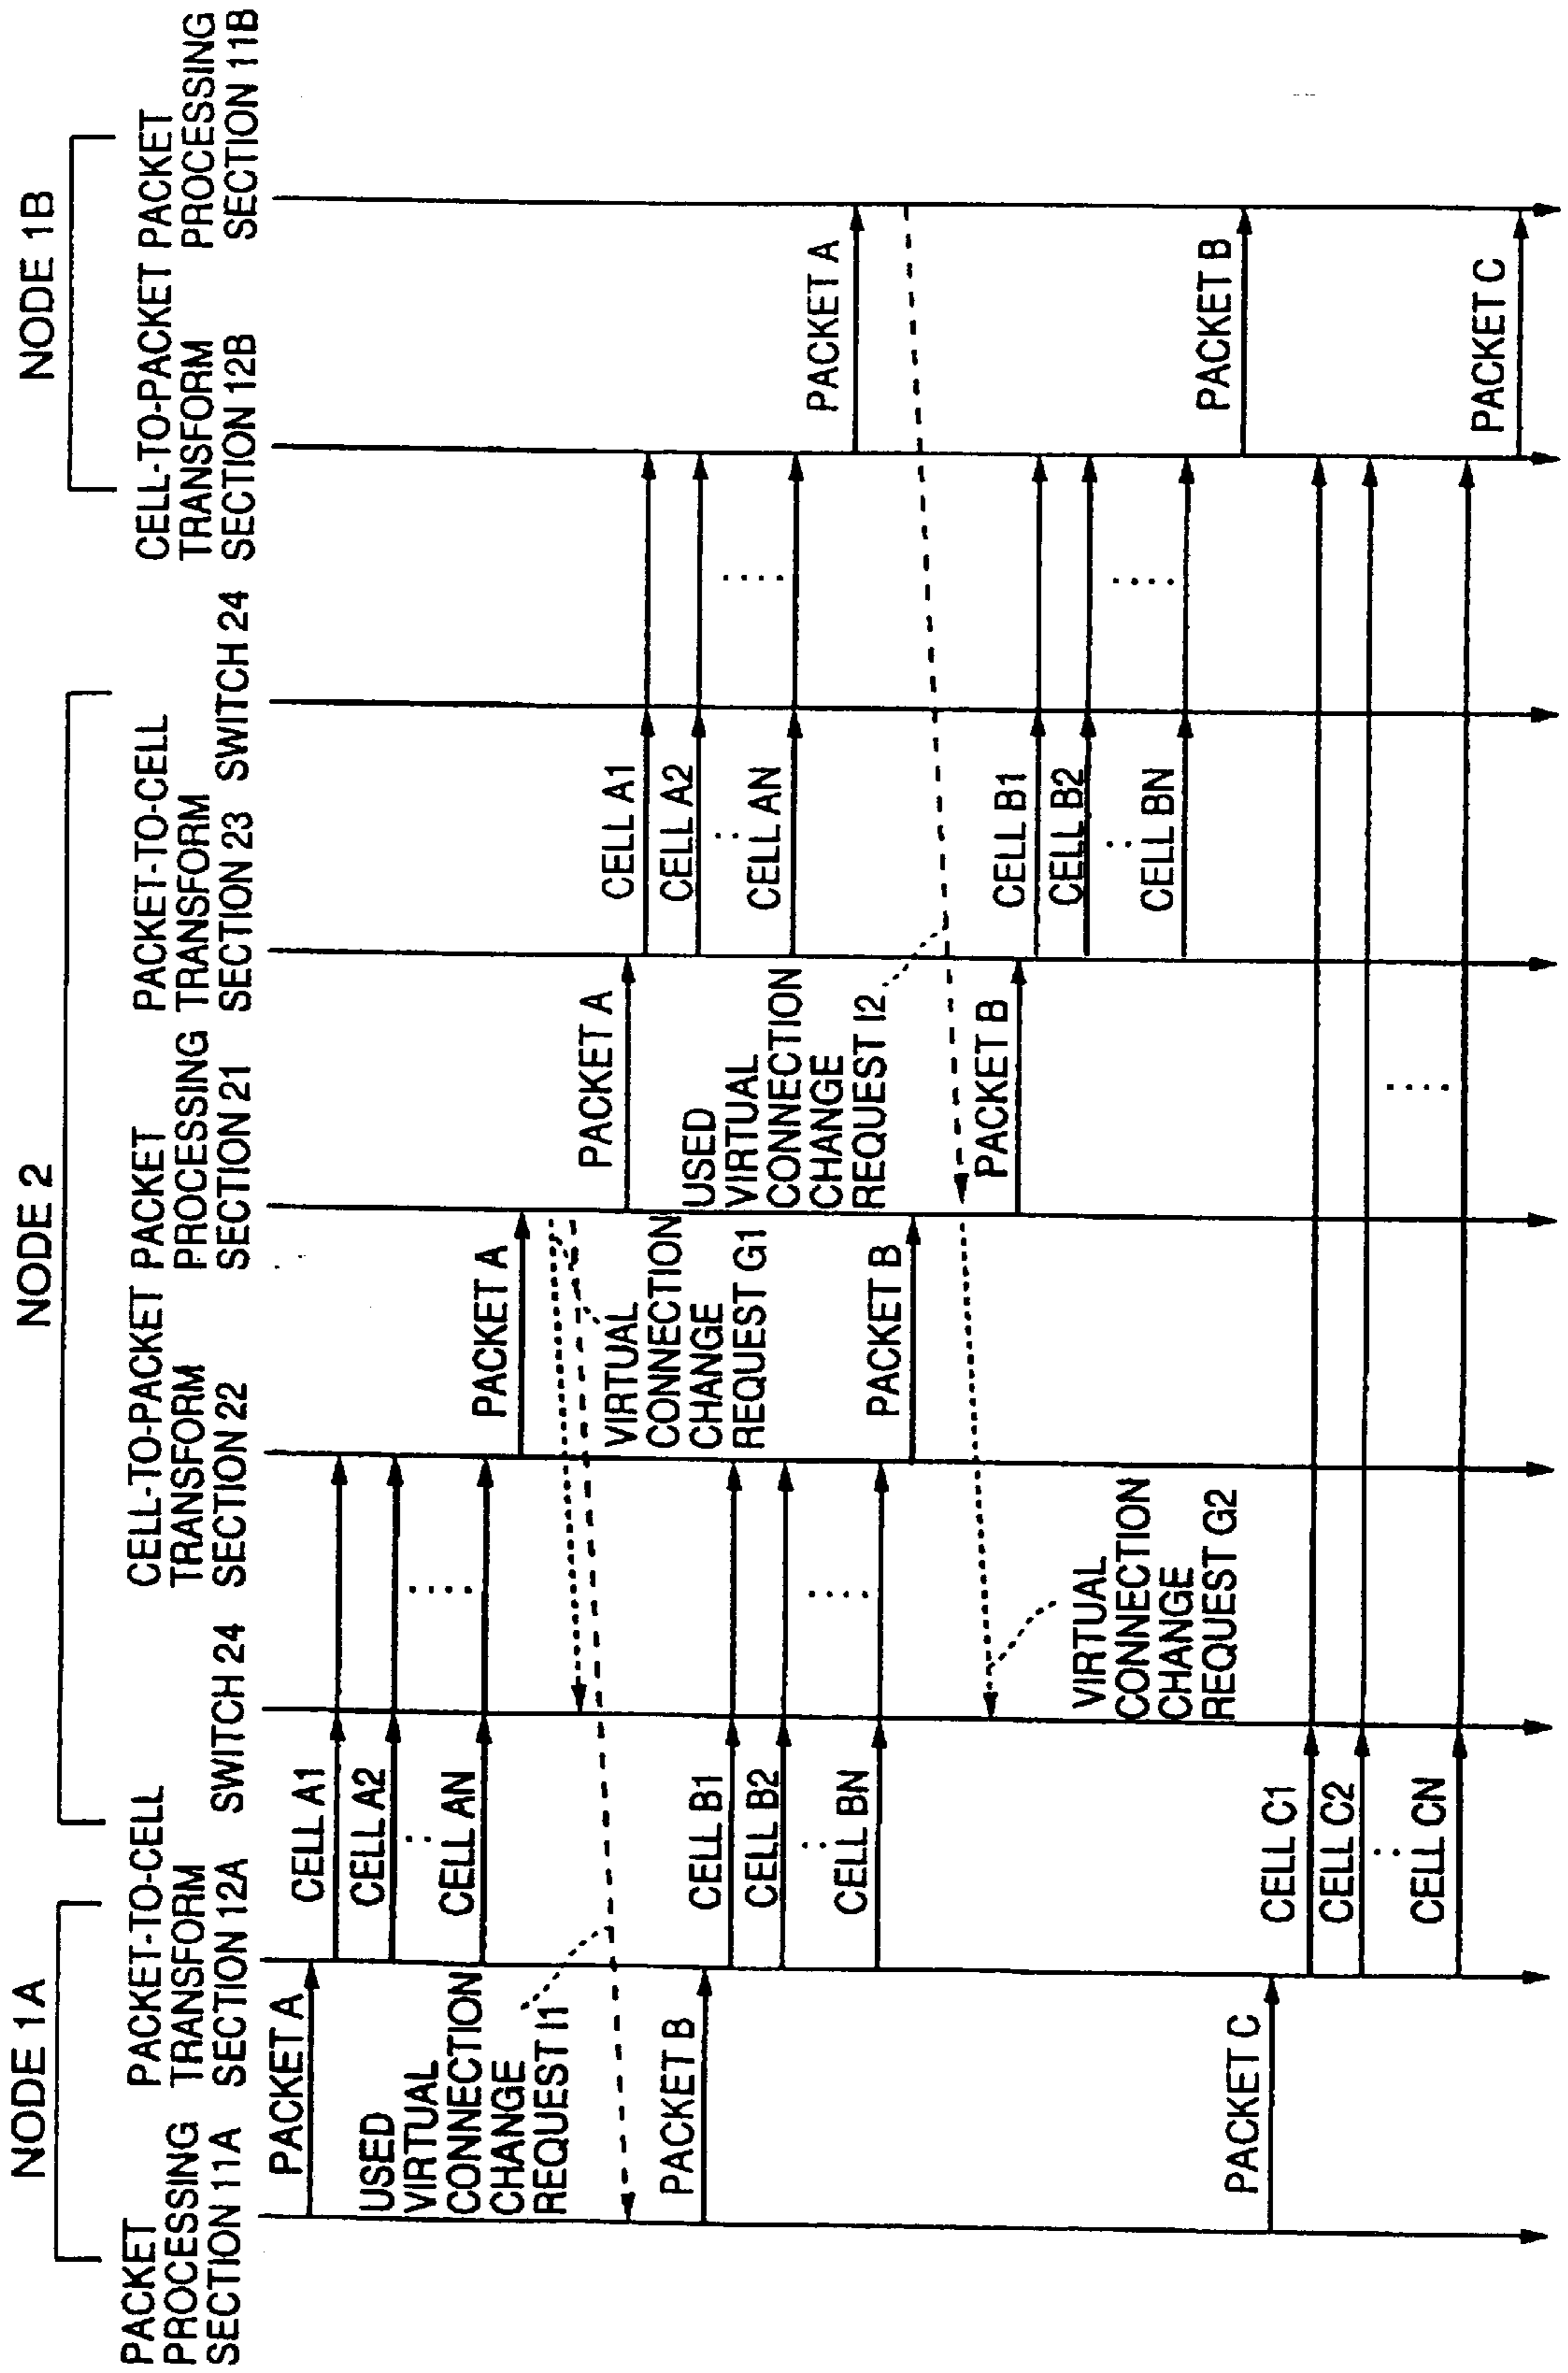 NODE 1A
NODE 2
NODE 1B
PACKET
PROCESSING
SECTION 11A
PACKET-TO-CELL
TRANSFORM
SECTION 12A
SWITCH 24
CELL-TO-PACKET
TRANSFORM
SECTION 22
PACKET
PROCESSING
SECTION 21
PACKET-TO-CELL
TRANSFORM
SECTION 23
SWITCH 24
CELL-TO-PACKET
TRANSFORM
SECTION 12B
PACKET
PROCESSING
SECTION 11B
PACKET A
CELL A1
CELL A2
CELL AN
PACKET A
USED
VIRTUAL
CONNECTION
CHANGE
REQUEST I1
VIRTUAL
CONNECTION
CHANGE
REQUEST G1
PACKET A
CELL A1
CELL A2
CELL AN
PACKET A
PACKET B
CELL B1
CELL B2
CELL BN
PACKET B
USED
VIRTUAL
CONNECTION
CHANGE
REQUEST I2
VIRTUAL
CONNECTION
CHANGE
REQUEST G2
PACKET B
CELL B1
CELL B2
CELL BN
PACKET B
PACKET C
CELL C1
CELL C2
CELL CN
PACKET C